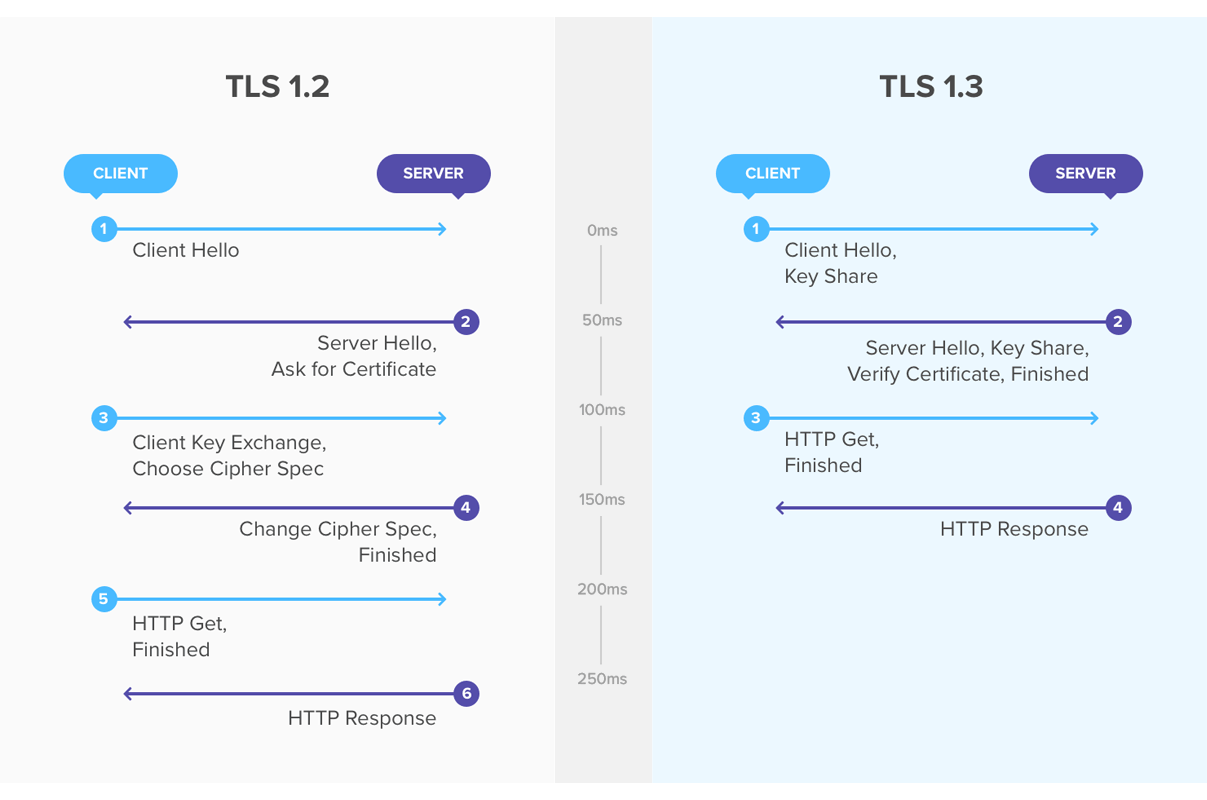 TLS 1.2
CLIENT
SERVER
1
Client Hello
2
Server Hello,
Ask for Certificate
3
Client Key Exchange,
Choose Cipher Spec
4
Change Cipher Spec,
Finished
5
HTTP Get,
Finished
6
HTTP Response
0ms
50ms
100ms
150ms
200ms
250ms
TLS 1.3
CLIENT
SERVER
1
Client Hello,
Key Share
2
Server Hello, Key Share,
Verify Certificate, Finished
3
HTTP Get,
Finished
4
HTTP Response